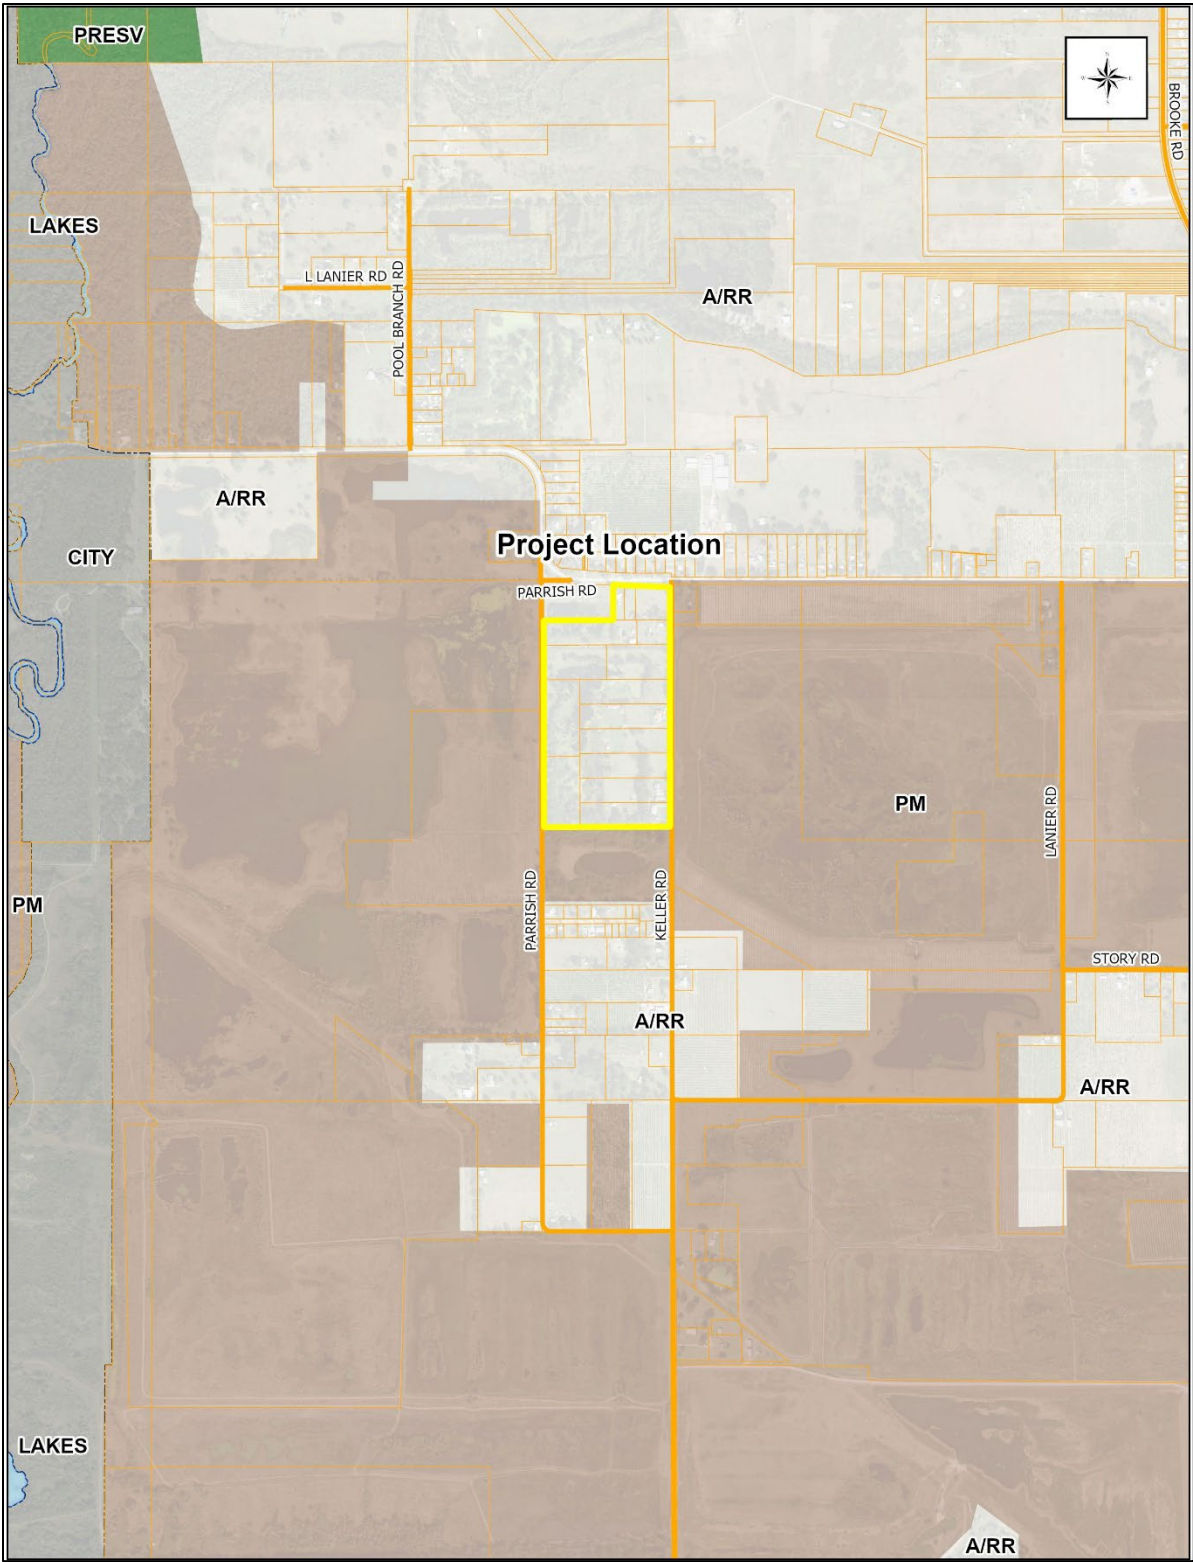 PRESV
BROOKE RD
LAKES
L LANIER RD
POOL BRANCH RD
A/RR
A/RR
CITY
Project Location
PARRISH RD
PM
LANIER RD
PM
PARRISH RD
KELLER RD
STORY RD
A/RR
A/RR
LAKES
A/RR